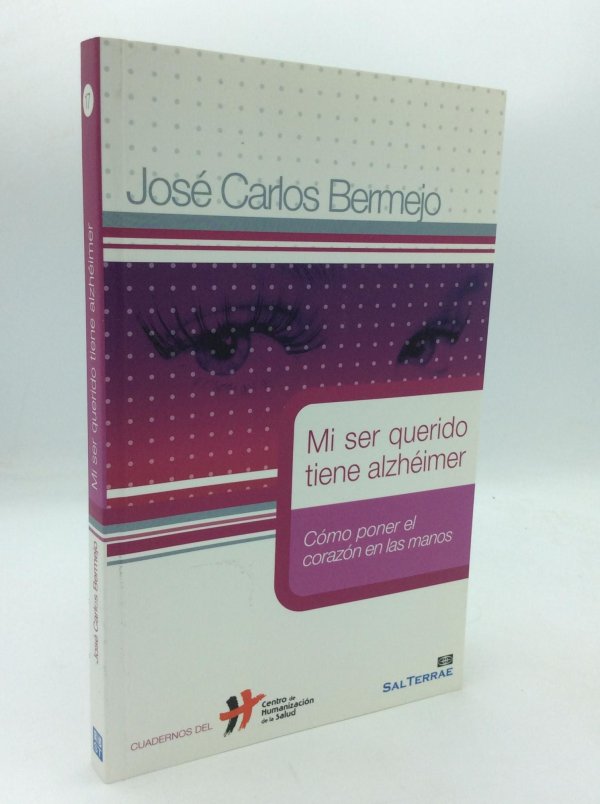 José Carlos Bermejo
Mi ser querido
tiene alzhéimer
Cómo poner el
corazón en las manos
CUADERNOS DEL
Centro de
Humanización
de la Salud
SALTERRAE
17
Mi ser querido tiene alzhéimer
José Carlos Bermejo